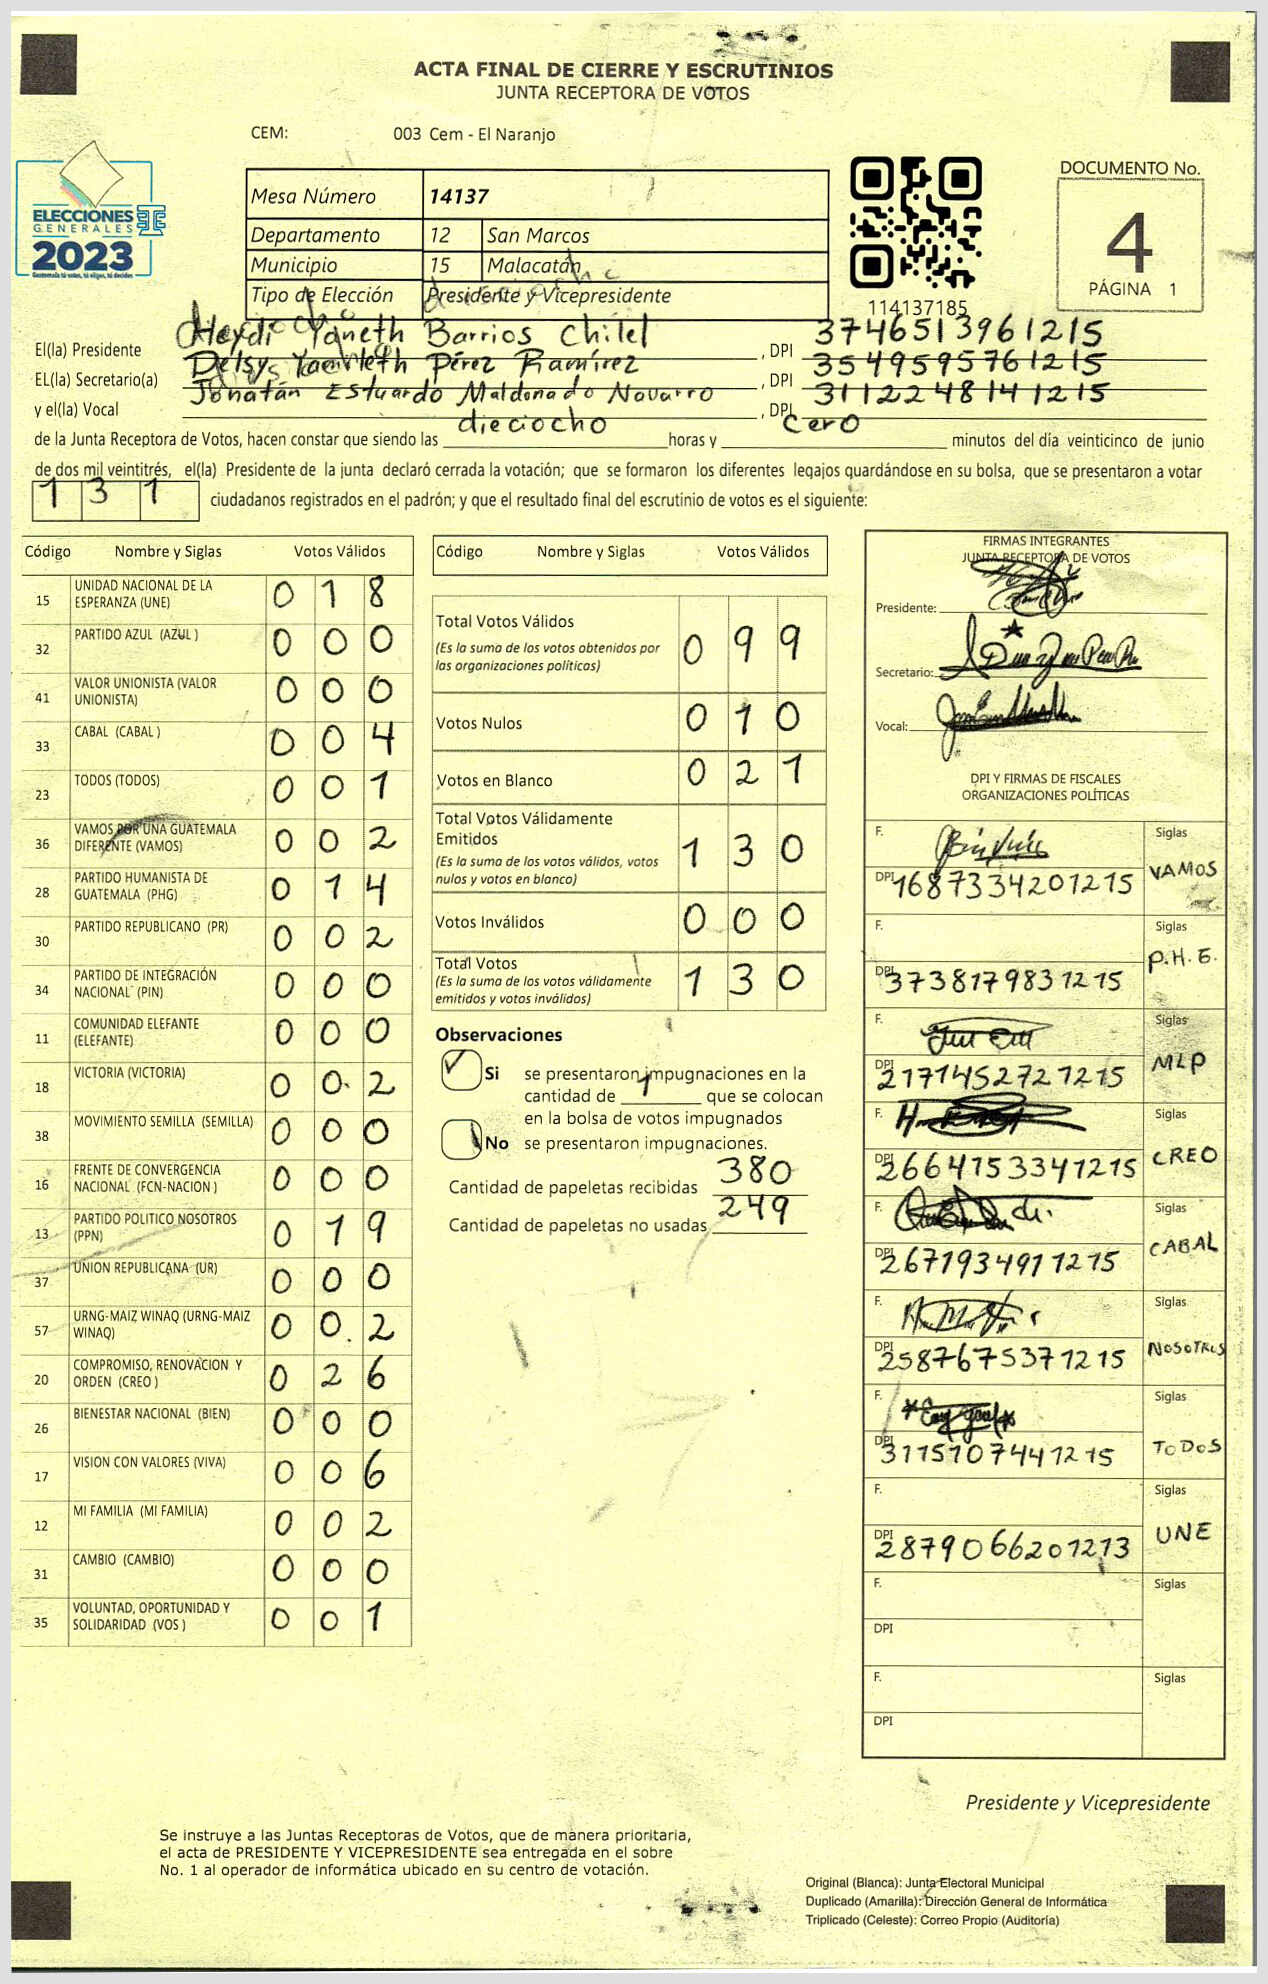 ACTA FINAL DE CIERRE Y ESCRUTINIOS
JUNTA RECEPTORA DE VOTOS
CEM: 003 Cem - El Naranjo
ELECCIONES
GENERALES
2023
Guatemala tú votas, tú eliges, tú decides
Mesa Número 14137
Departamento 12 San Marcos
Municipio 15 Malacatán
Tipo de Elección Presidente y Vicepresidente
114137185
DOCUMENTO No.
4
PÁGINA 1
El(la) Presidente Heydi Yaneth Barrios Chilel , DPI 3746513961215
EL(la) Secretario(a) Delsy Yamileth Pérez Ramírez , DPI 3549595761215
y el(la) Vocal Jonatán Estuardo Maldonado Navarro , DPI 3112248141215
de la Junta Receptora de Votos, hacen constar que siendo las dieciocho horas y cero minutos del día veinticinco de junio
de dos mil veintitrés, el(la) Presidente de la junta declaró cerrada la votación; que se formaron los diferentes legajos guardándose en su bolsa, que se presentaron a votar
131 ciudadanos registrados en el padrón; y que el resultado final del escrutinio de votos es el siguiente:
Código Nombre y Siglas Votos Válidos
15 UNIDAD NACIONAL DE LA ESPERANZA (UNE) 0 1 8
32 PARTIDO AZUL (AZUL ) 0 0 0
41 VALOR UNIONISTA (VALOR UNIONISTA) 0 0 0
33 CABAL (CABAL ) 0 0 4
23 TODOS (TODOS) 0 0 1
36 VAMOS POR UNA GUATEMALA DIFERENTE (VAMOS) 0 0 2
28 PARTIDO HUMANISTA DE GUATEMALA (PHG) 0 1 4
30 PARTIDO REPUBLICANO (PR) 0 0 2
34 PARTIDO DE INTEGRACIÓN NACIONAL (PIN) 0 0 0
11 COMUNIDAD ELEFANTE (ELEFANTE) 0 0 0
18 VICTORIA (VICTORIA) 0 0 2
38 MOVIMIENTO SEMILLA (SEMILLA) 0 0 0
16 FRENTE DE CONVERGENCIA NACIONAL (FCN-NACION ) 0 0 0
13 PARTIDO POLITICO NOSOTROS (PPN) 0 1 9
37 UNION REPUBLICANA (UR) 0 0 0
57 URNG-MAIZ WINAQ (URNG-MAIZ WINAQ) 0 0 2
20 COMPROMISO, RENOVACION Y ORDEN (CREO ) 0 2 6
26 BIENESTAR NACIONAL (BIEN) 0 0 0
17 VISION CON VALORES (VIVA) 0 0 6
12 MI FAMILIA (MI FAMILIA) 0 0 2
31 CAMBIO (CAMBIO) 0 0 0
35 VOLUNTAD, OPORTUNIDAD Y SOLIDARIDAD (VOS ) 0 0 1
Código Nombre y Siglas Votos Válidos
Total Votos Válidos 0 9 9
(Es la suma de los votos obtenidos por
las organizaciones políticas)
Votos Nulos 0 1 0
Votos en Blanco 0 2 1
Total Votos Válidamente
Emitidos 1 3 0
(Es la suma de los votos válidos, votos
nulos y votos en blanco)
Votos Inválidos 0 0 0
Total Votos 1 3 0
(Es la suma de los votos válidamente
emitidos y votos inválidos)
Observaciones
Si se presentaron impugnaciones en la
cantidad de 1 que se colocan
en la bolsa de votos impugnados
No se presentaron impugnaciones.
Cantidad de papeletas recibidas 380
Cantidad de papeletas no usadas 249
FIRMAS INTEGRANTES
JUNTA RECEPTORA DE VOTOS
Presidente:
Secretario:
Vocal:
DPI Y FIRMAS DE FISCALES
ORGANIZACIONES POLÍTICAS
F. Siglas
DPI 1687334201215 VAMOS
F. Siglas
DPI 3738179831215 P.H.G.
F. Siglas
DPI 2171452721215 MLP
F. Siglas
DPI 2664153341215 CREO
F. Siglas
DPI 2671934911215 CABAL
F. Siglas
DPI 2587675371215 NOSOTROS
F. Siglas
DPI 3115107441215 TODOS
F. Siglas
DPI 2879066201213 UNE
F. Siglas
DPI
F. Siglas
DPI
Presidente y Vicepresidente
Se instruye a las Juntas Receptoras de Votos, que de manera prioritaria,
el acta de PRESIDENTE Y VICEPRESIDENTE sea entregada en el sobre
No. 1 al operador de informática ubicado en su centro de votación.
Original (Blanca): Junta Electoral Municipal
Duplicado (Amarilla): Dirección General de Informática
Triplicado (Celeste): Correo Propio (Auditoría)